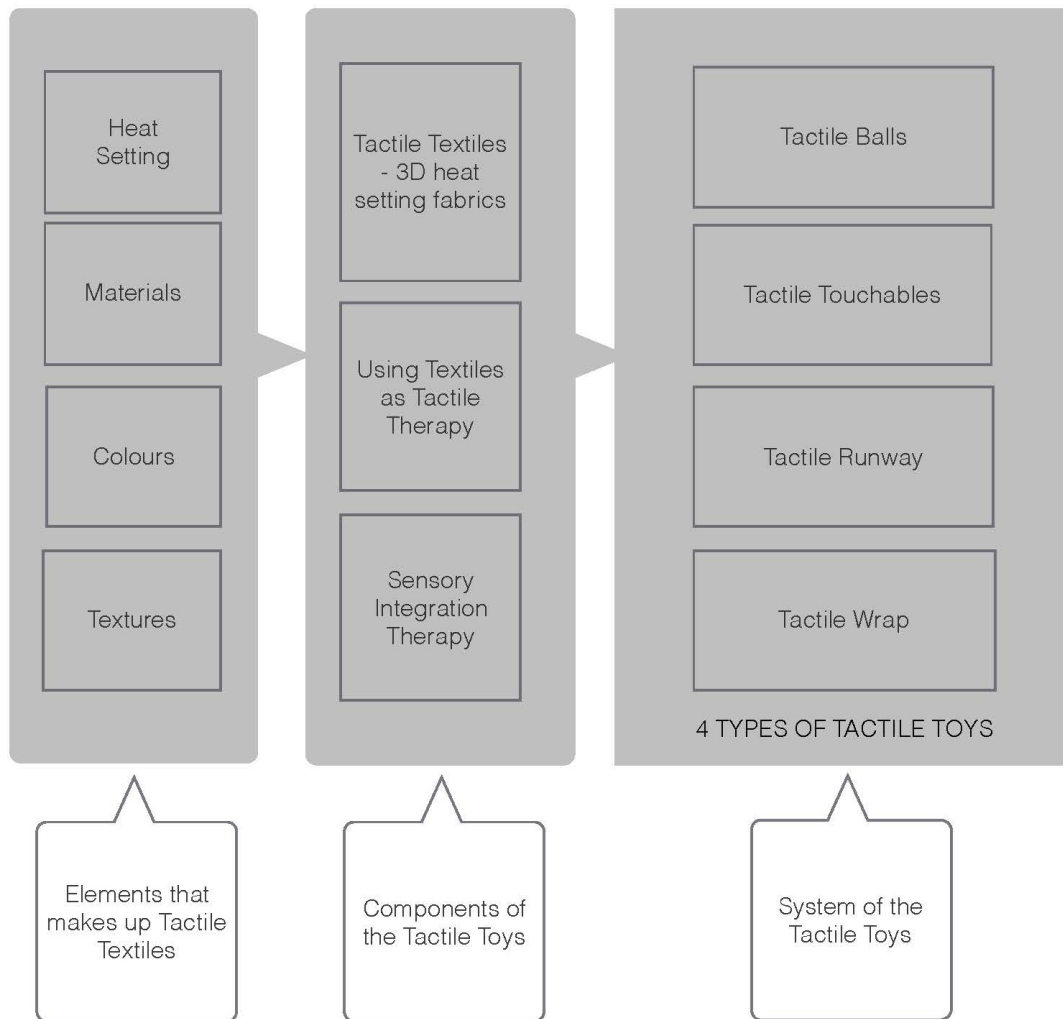 Heat
Setting
Materials
Colours
Textures
Tactile Textiles
- 3D heat
setting fabrics
Using Textiles
as Tactile
Therapy
Sensory
Integration
Therapy
Tactile Balls
Tactile Touchables
Tactile Runway
Tactile Wrap
4 TYPES OF TACTILE TOYS
Elements that
makes up Tactile
Textiles
Components of
the Tactile Toys
System of the
Tactile Toys